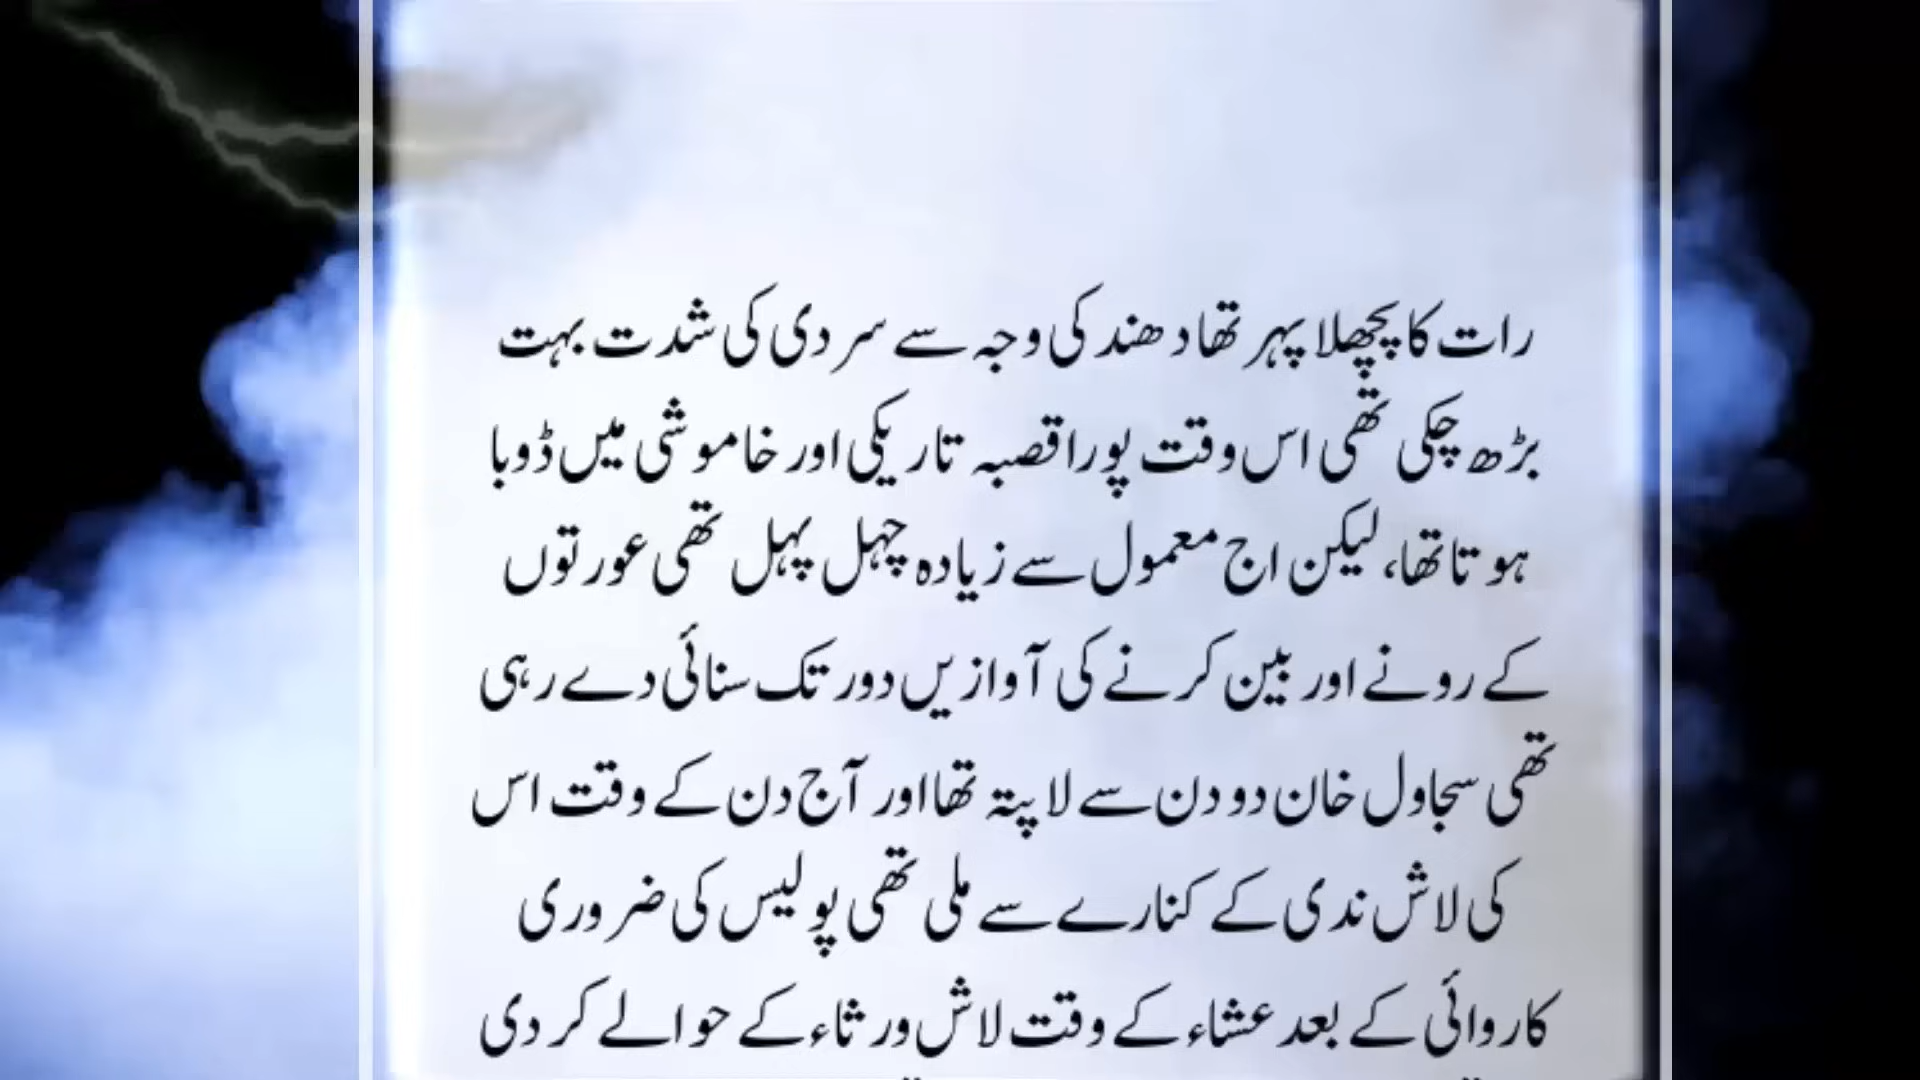 رات کا پچھلا پہر تھا دھند کی وجہ سے سردی کی شدت بہت
بڑھ چکی تھی اس وقت پورا قصبہ تاریکی اور خاموشی میں ڈوبا
ہوتا تھا، لیکن اج معمول سے زیادہ چہل پہل تھی عورتوں
کے رونے اور بین کرنے کی آوازیں دور تک سنائی دے رہی
تھی سجاول خان دو دن سے لا پتہ تھا اور آج دن کے وقت اس
کی لاش ندی کے کنارے سے ملی تھی پولیس کی ضروری
کاروائی کے بعد عشاء کے وقت لاش ورثاء کے حوالے کر دی